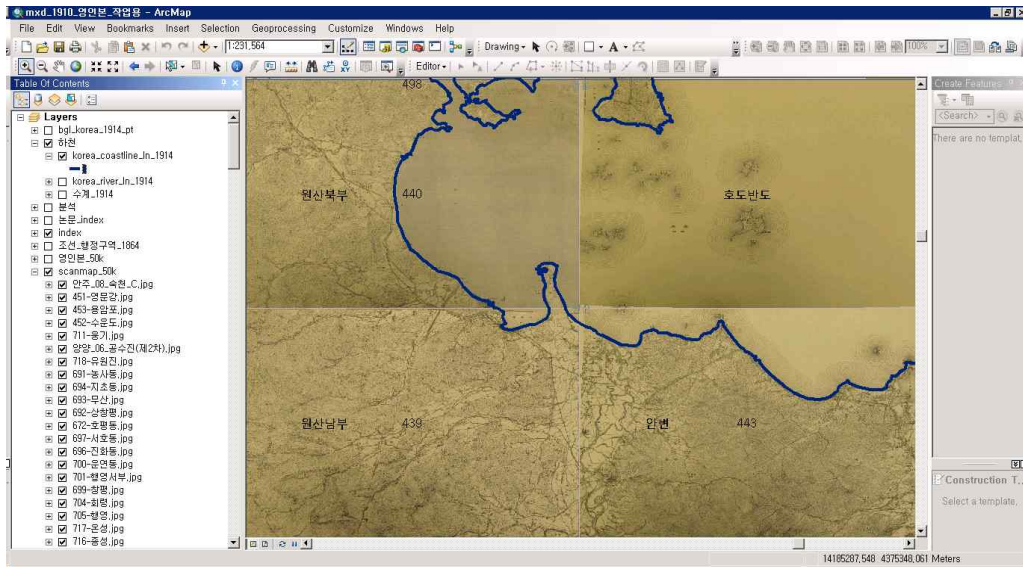 mxd_1910_영인본_작업용 - ArcMap
File Edit View Bookmarks Insert Selection Geoprocessing Customize Windows Help
1:231,564
Drawing
100%
Editor
Table Of Contents
Create Features
Layers
bgl_korea_1914_pt
하천
korea_coastline_ln_1914
korea_river_ln_1914
수계_1914
분석
논문_index
index
조선_행정구역_1864
영인본_50k
scanmap_50k
안주_08_숙천_C.jpg
451-영문강.jpg
453-용암포.jpg
452-수운도.jpg
711-웅기.jpg
양양_06_공수진(제2차).jpg
718-유원진.jpg
691-농사동.jpg
694-지초동.jpg
693-무산.jpg
692-상창평.jpg
672-호평동.jpg
697-서호동.jpg
696-진화동.jpg
700-운연동.jpg
701-행영서부.jpg
699-창평.jpg
704-회령.jpg
705-행영.jpg
717-온성.jpg
716-종성.jpg
498
원산북부 440
호도반도
원산남부 439
안변 443
<Search>
There are no templat
Construction T...
Select a template.
14185287,548 4375348,061 Meters